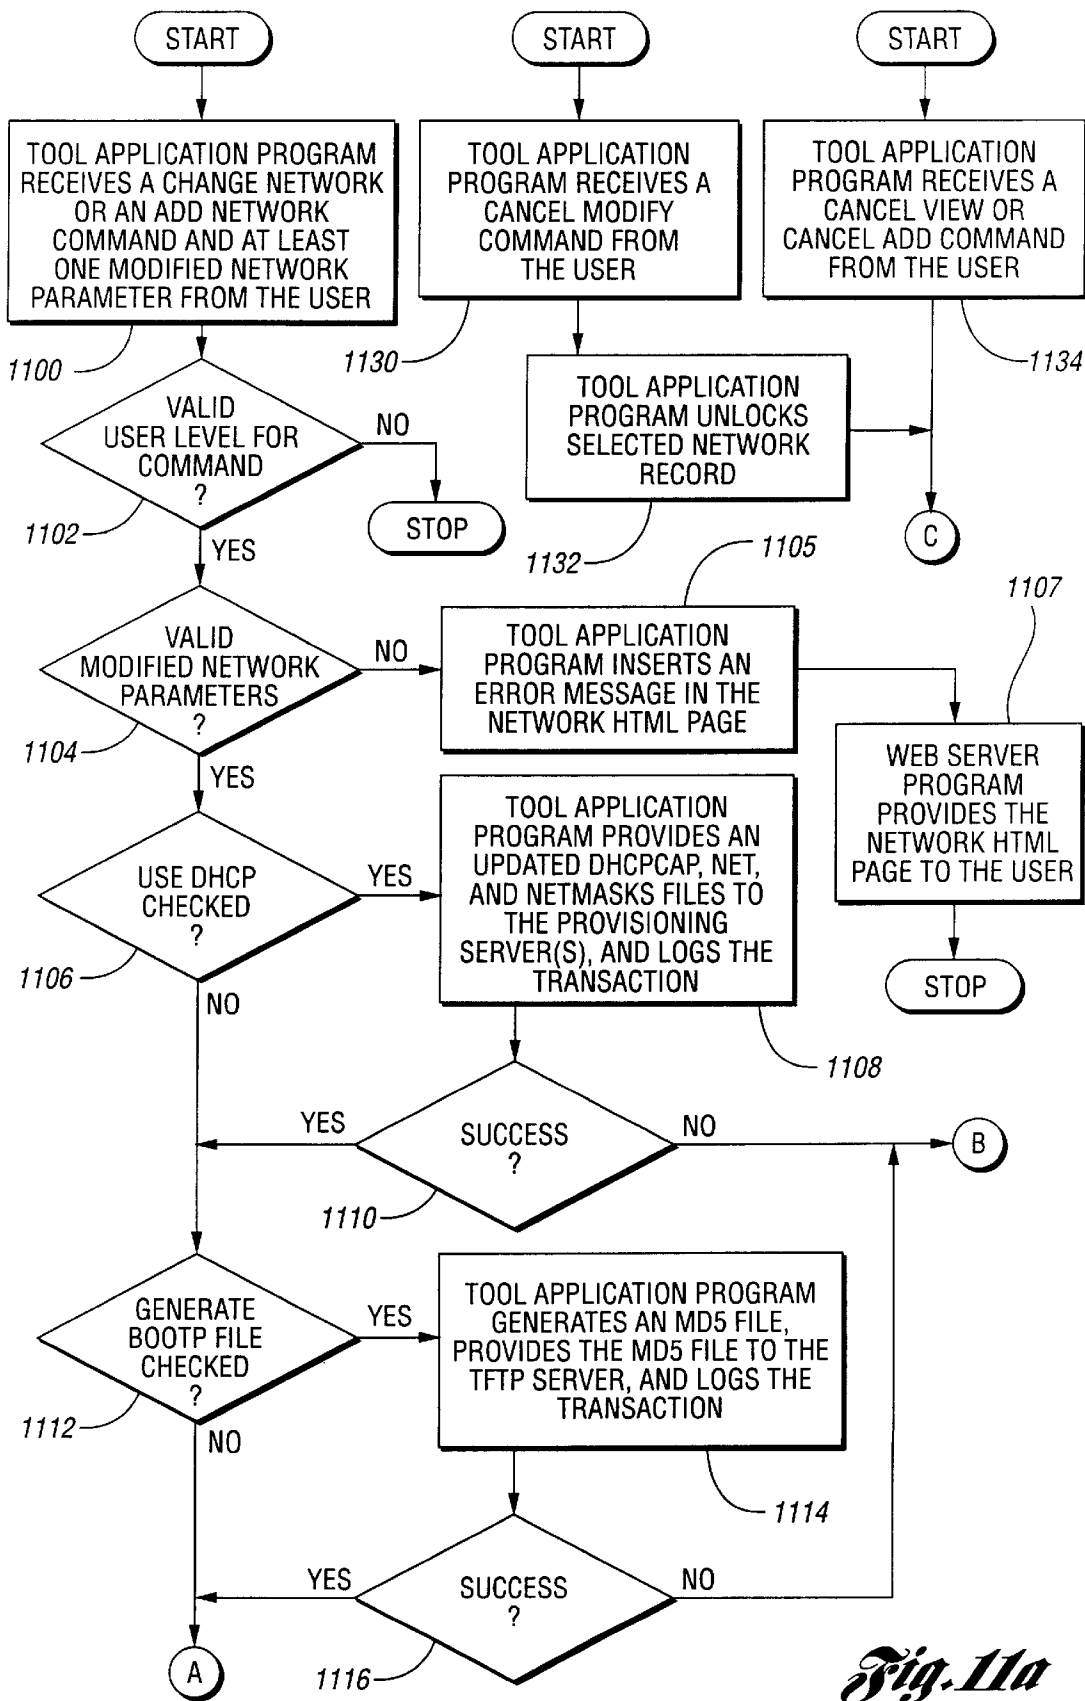 START
START
START
TOOL APPLICATION PROGRAM
RECEIVES A CHANGE NETWORK
OR AN ADD NETWORK
COMMAND AND AT LEAST
ONE MODIFIED NETWORK
PARAMETER FROM THE USER
TOOL APPLICATION
PROGRAM RECEIVES A
CANCEL MODIFY
COMMAND FROM
THE USER
TOOL APPLICATION
PROGRAM RECEIVES A
CANCEL VIEW OR
CANCEL ADD COMMAND
FROM THE USER
1100
1130
1134
VALID
USER LEVEL FOR
COMMAND
?
NO
STOP
1102
YES
TOOL APPLICATION
PROGRAM UNLOCKS
SELECTED NETWORK
RECORD
1132
C
VALID
MODIFIED NETWORK
PARAMETERS
?
NO
1104
YES
1105
TOOL APPLICATION
PROGRAM INSERTS AN
ERROR MESSAGE IN THE
NETWORK HTML PAGE
1107
WEB SERVER
PROGRAM
PROVIDES THE
NETWORK HTML
PAGE TO THE USER
STOP
USE DHCP
CHECKED
?
YES
1106
NO
TOOL APPLICATION
PROGRAM PROVIDES AN
UPDATED DHCPCAP, NET,
AND NETMASKS FILES TO
THE PROVISIONING
SERVER(S), AND LOGS THE
TRANSACTION
1108
YES
SUCCESS
?
NO
B
1110
GENERATE
BOOTP FILE
CHECKED
?
YES
1112
NO
TOOL APPLICATION PROGRAM
GENERATES AN MD5 FILE,
PROVIDES THE MD5 FILE TO THE
TFTP SERVER, AND LOGS THE
TRANSACTION
1114
YES
SUCCESS
?
NO
1116
A
Fig. 11a